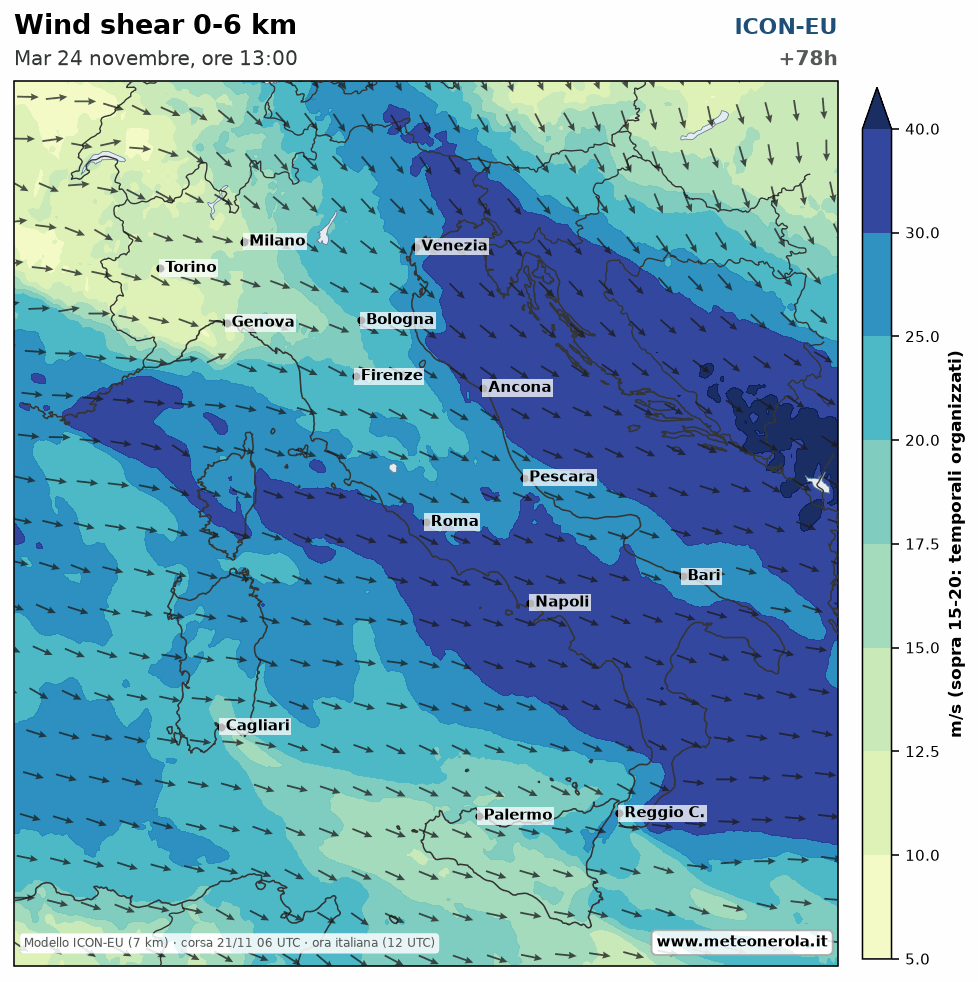 Wind shear 0-6 km
ICON-EU
Mar 24 novembre, ore 13:00
+78h
Milano
Venezia
Torino
Genova
Bologna
Firenze
Ancona
Pescara
Roma
Bari
Napoli
Cagliari
Palermo
Reggio C.
40.0
30.0
25.0
20.0
17.5
15.0
12.5
10.0
5.0
m/s (sopra 15-20: temporali organizzati)
Modello ICON-EU (7 km) · corsa 21/11 06 UTC · ora italiana (12 UTC)
www.meteonerola.it